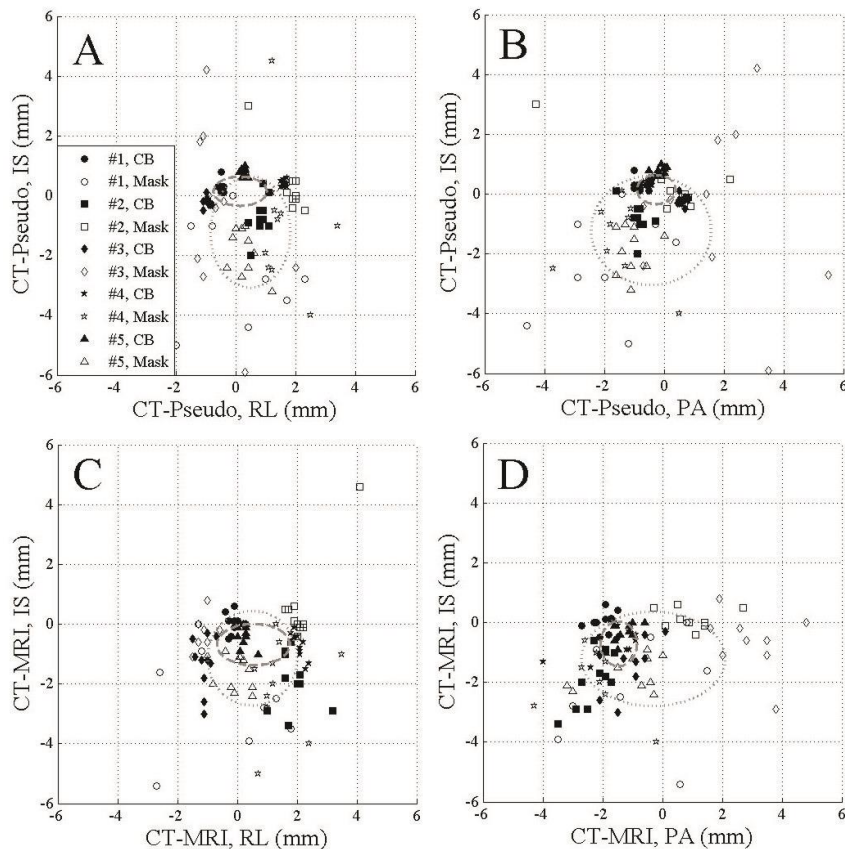 A
CT-Pseudo, IS (mm)
6
4
2
0
-2
-4
-6
#1, CB
#1, Mask
#2, CB
#2, Mask
#3, CB
#3, Mask
#4, CB
#4, Mask
#5, CB
#5, Mask
-6 -4 -2 0 2 4 6
CT-Pseudo, RL (mm)
B
CT-Pseudo, IS (mm)
6
4
2
0
-2
-4
-6
-6 -4 -2 0 2 4 6
CT-Pseudo, PA (mm)
C
CT-MRI, IS (mm)
6
4
2
0
-2
-4
-6
-6 -4 -2 0 2 4 6
CT-MRI, RL (mm)
D
CT-MRI, IS (mm)
6
4
2
0
-2
-4
-6
-6 -4 -2 0 2 4 6
CT-MRI, PA (mm)